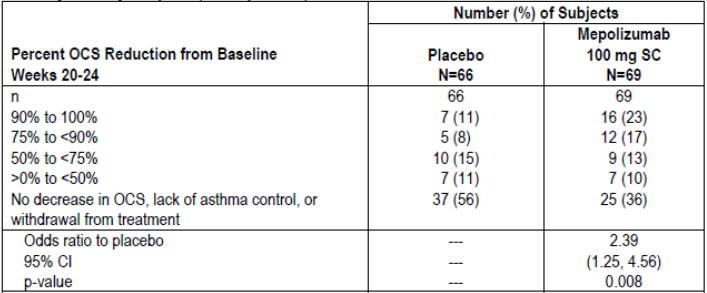 Number (%) of Subjects
Percent OCS Reduction from Baseline
Weeks 20-24
Placebo
N=66
Mepolizumab
100 mg SC
N=69
n 66 69
90% to 100% 7 (11) 16 (23)
75% to <90% 5 (8) 12 (17)
50% to <75% 10 (15) 9 (13)
>0% to <50% 7 (11) 7 (10)
No decrease in OCS, lack of asthma control, or 37 (56) 25 (36)
withdrawal from treatment
Odds ratio to placebo --- 2.39
95% CI --- (1.25, 4.56)
p-value --- 0.008